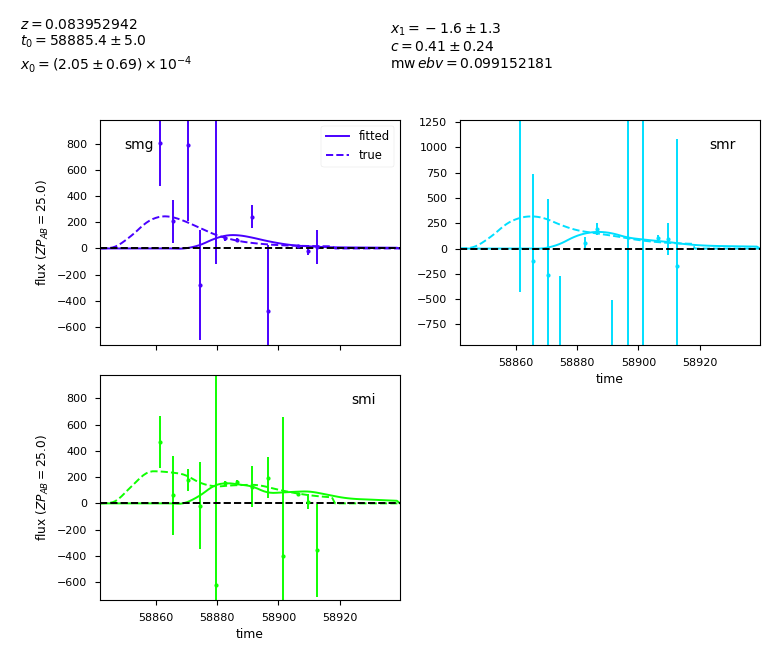 z = 0.083952942
t₀ = 58885.4 ± 5.0
x₀ = (2.05 ± 0.69) × 10⁻⁴
x₁ = −1.6 ± 1.3
c = 0.41 ± 0.24
mw ebv = 0.099152181
smg
fitted
true
800
600
400
200
0
−200
−400
−600
flux (ZP_AB = 25.0)
smr
1250
1000
750
500
250
0
−250
−500
−750
58860 58880 58900 58920
time
smi
800
600
400
200
0
−200
−400
−600
flux (ZP_AB = 25.0)
58860 58880 58900 58920
time